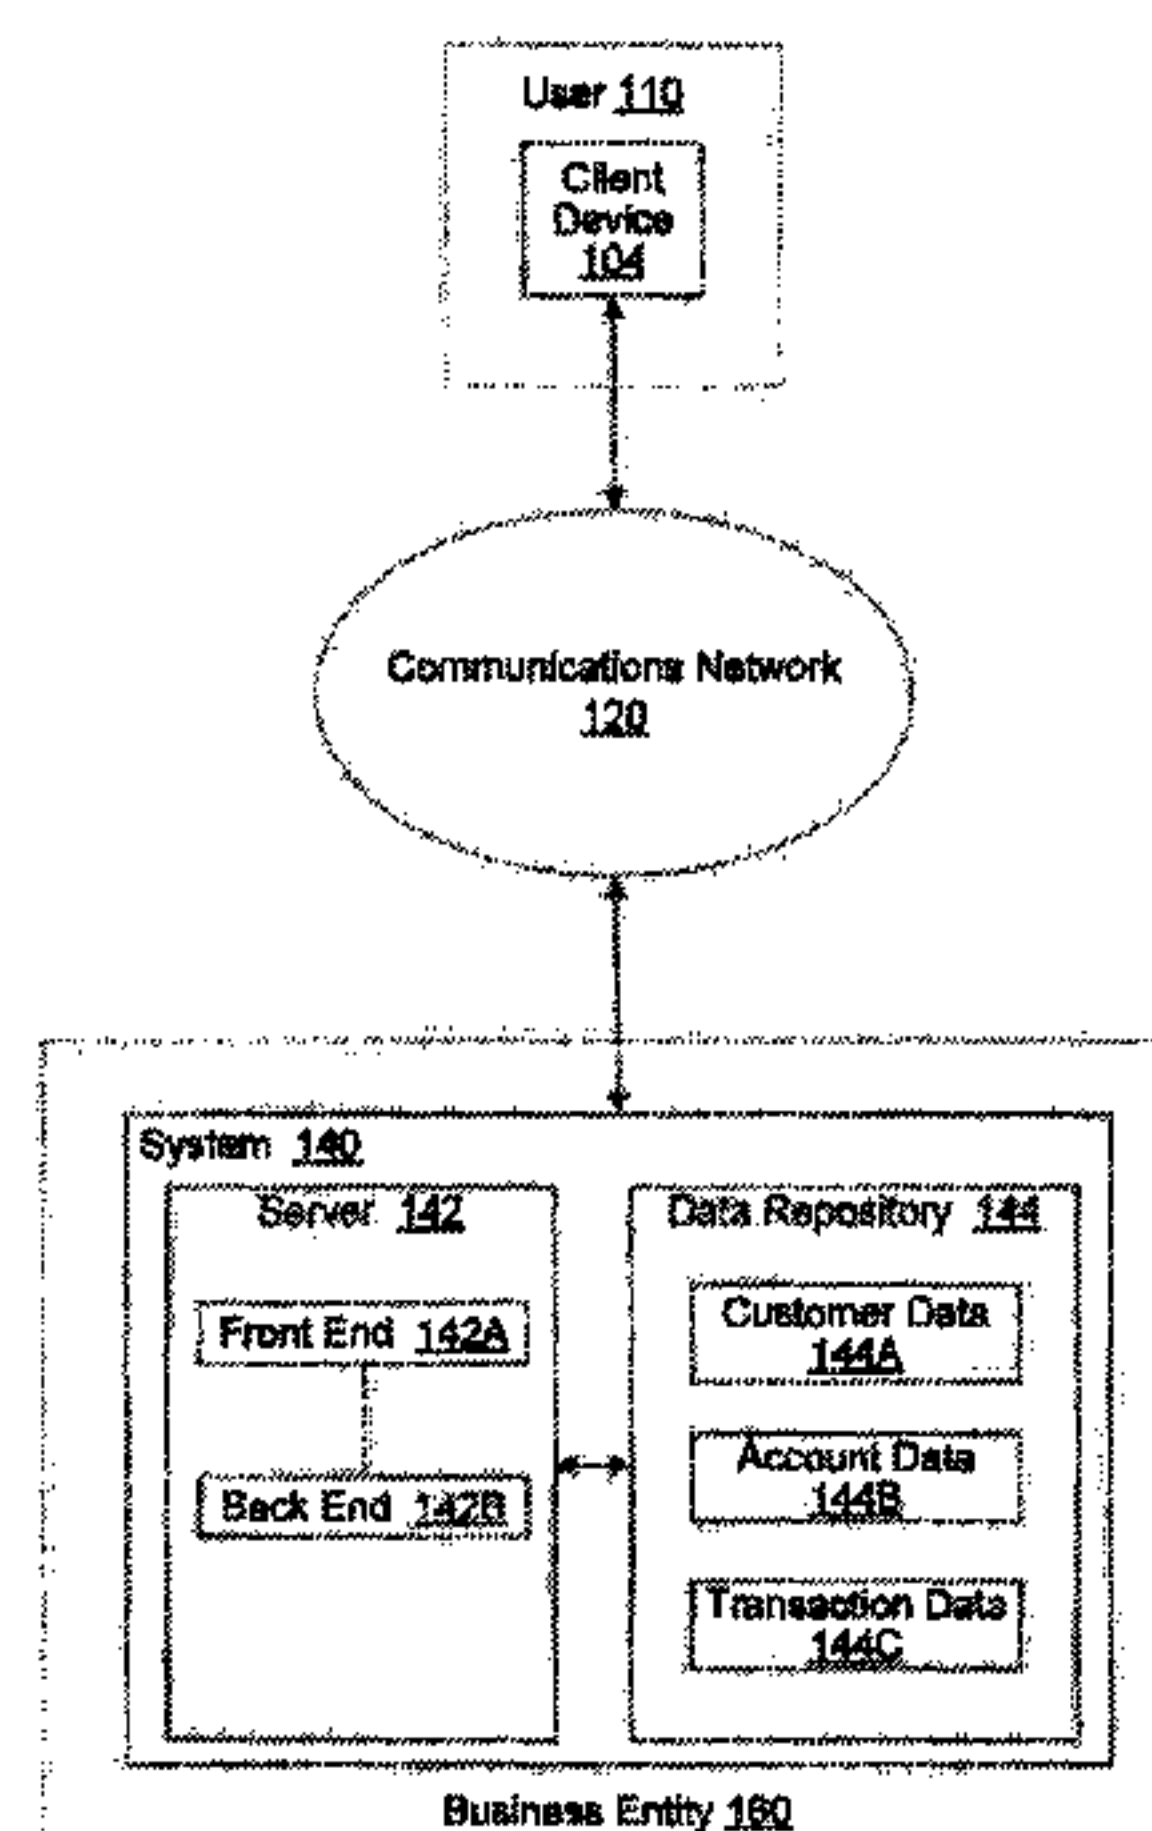 User 110
Client
Device
104
Communications Network
120
System 140
Server 142
Front End 142A
Back End 142B
Data Repository 144
Customer Data
144A
Account Data
144B
Transaction Data
144C
Business Entity